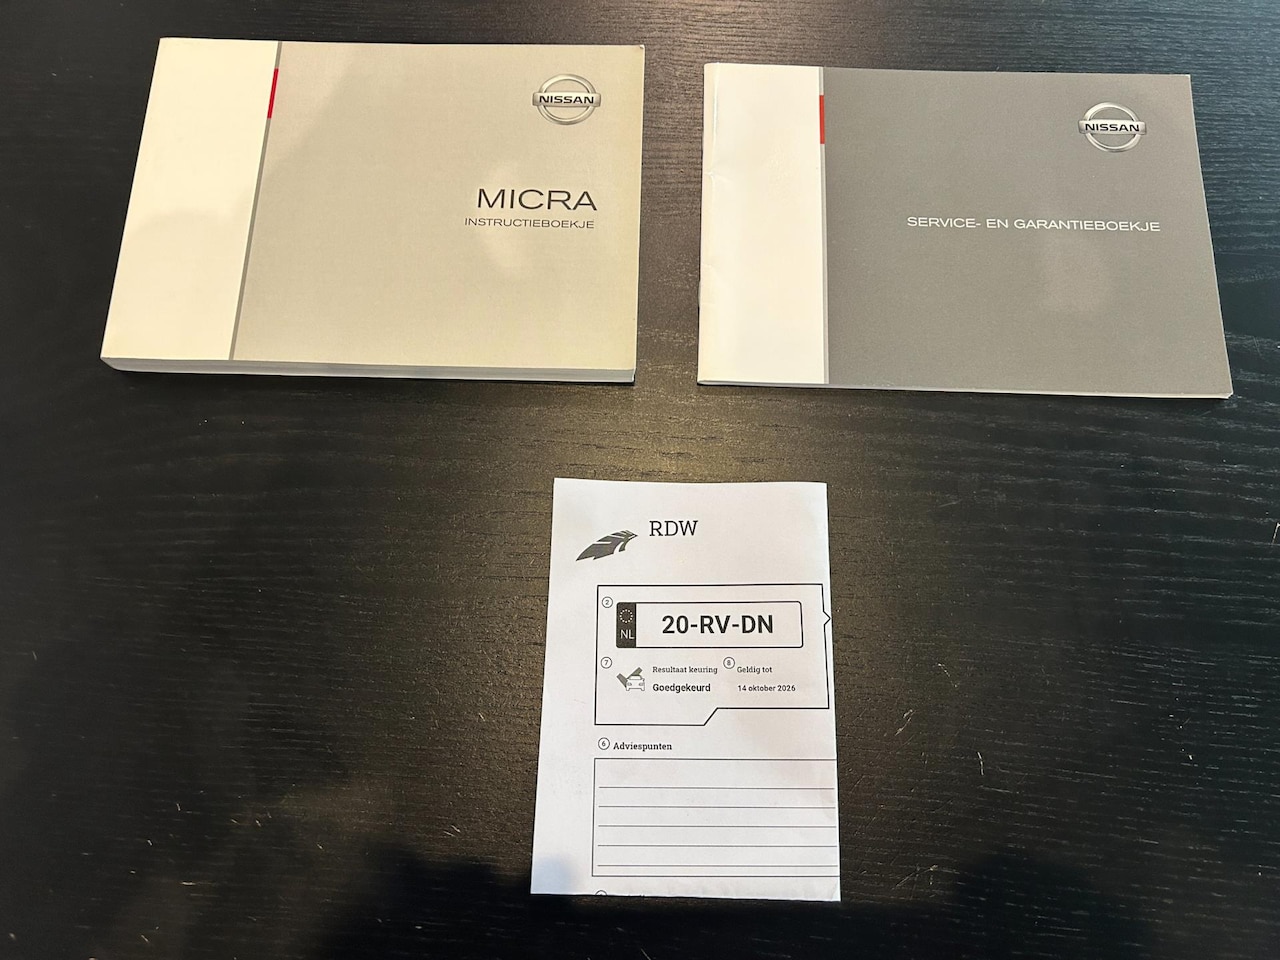 NISSAN
MICRA
INSTRUCTIEBOEKJE
NISSAN
SERVICE- EN GARANTIEBOEKJE
RDW
2
NL
20-RV-DN
7
Resultaat keuring
Goedgekeurd
8
Geldig tot
14 oktober 2026
6
Adviespunten